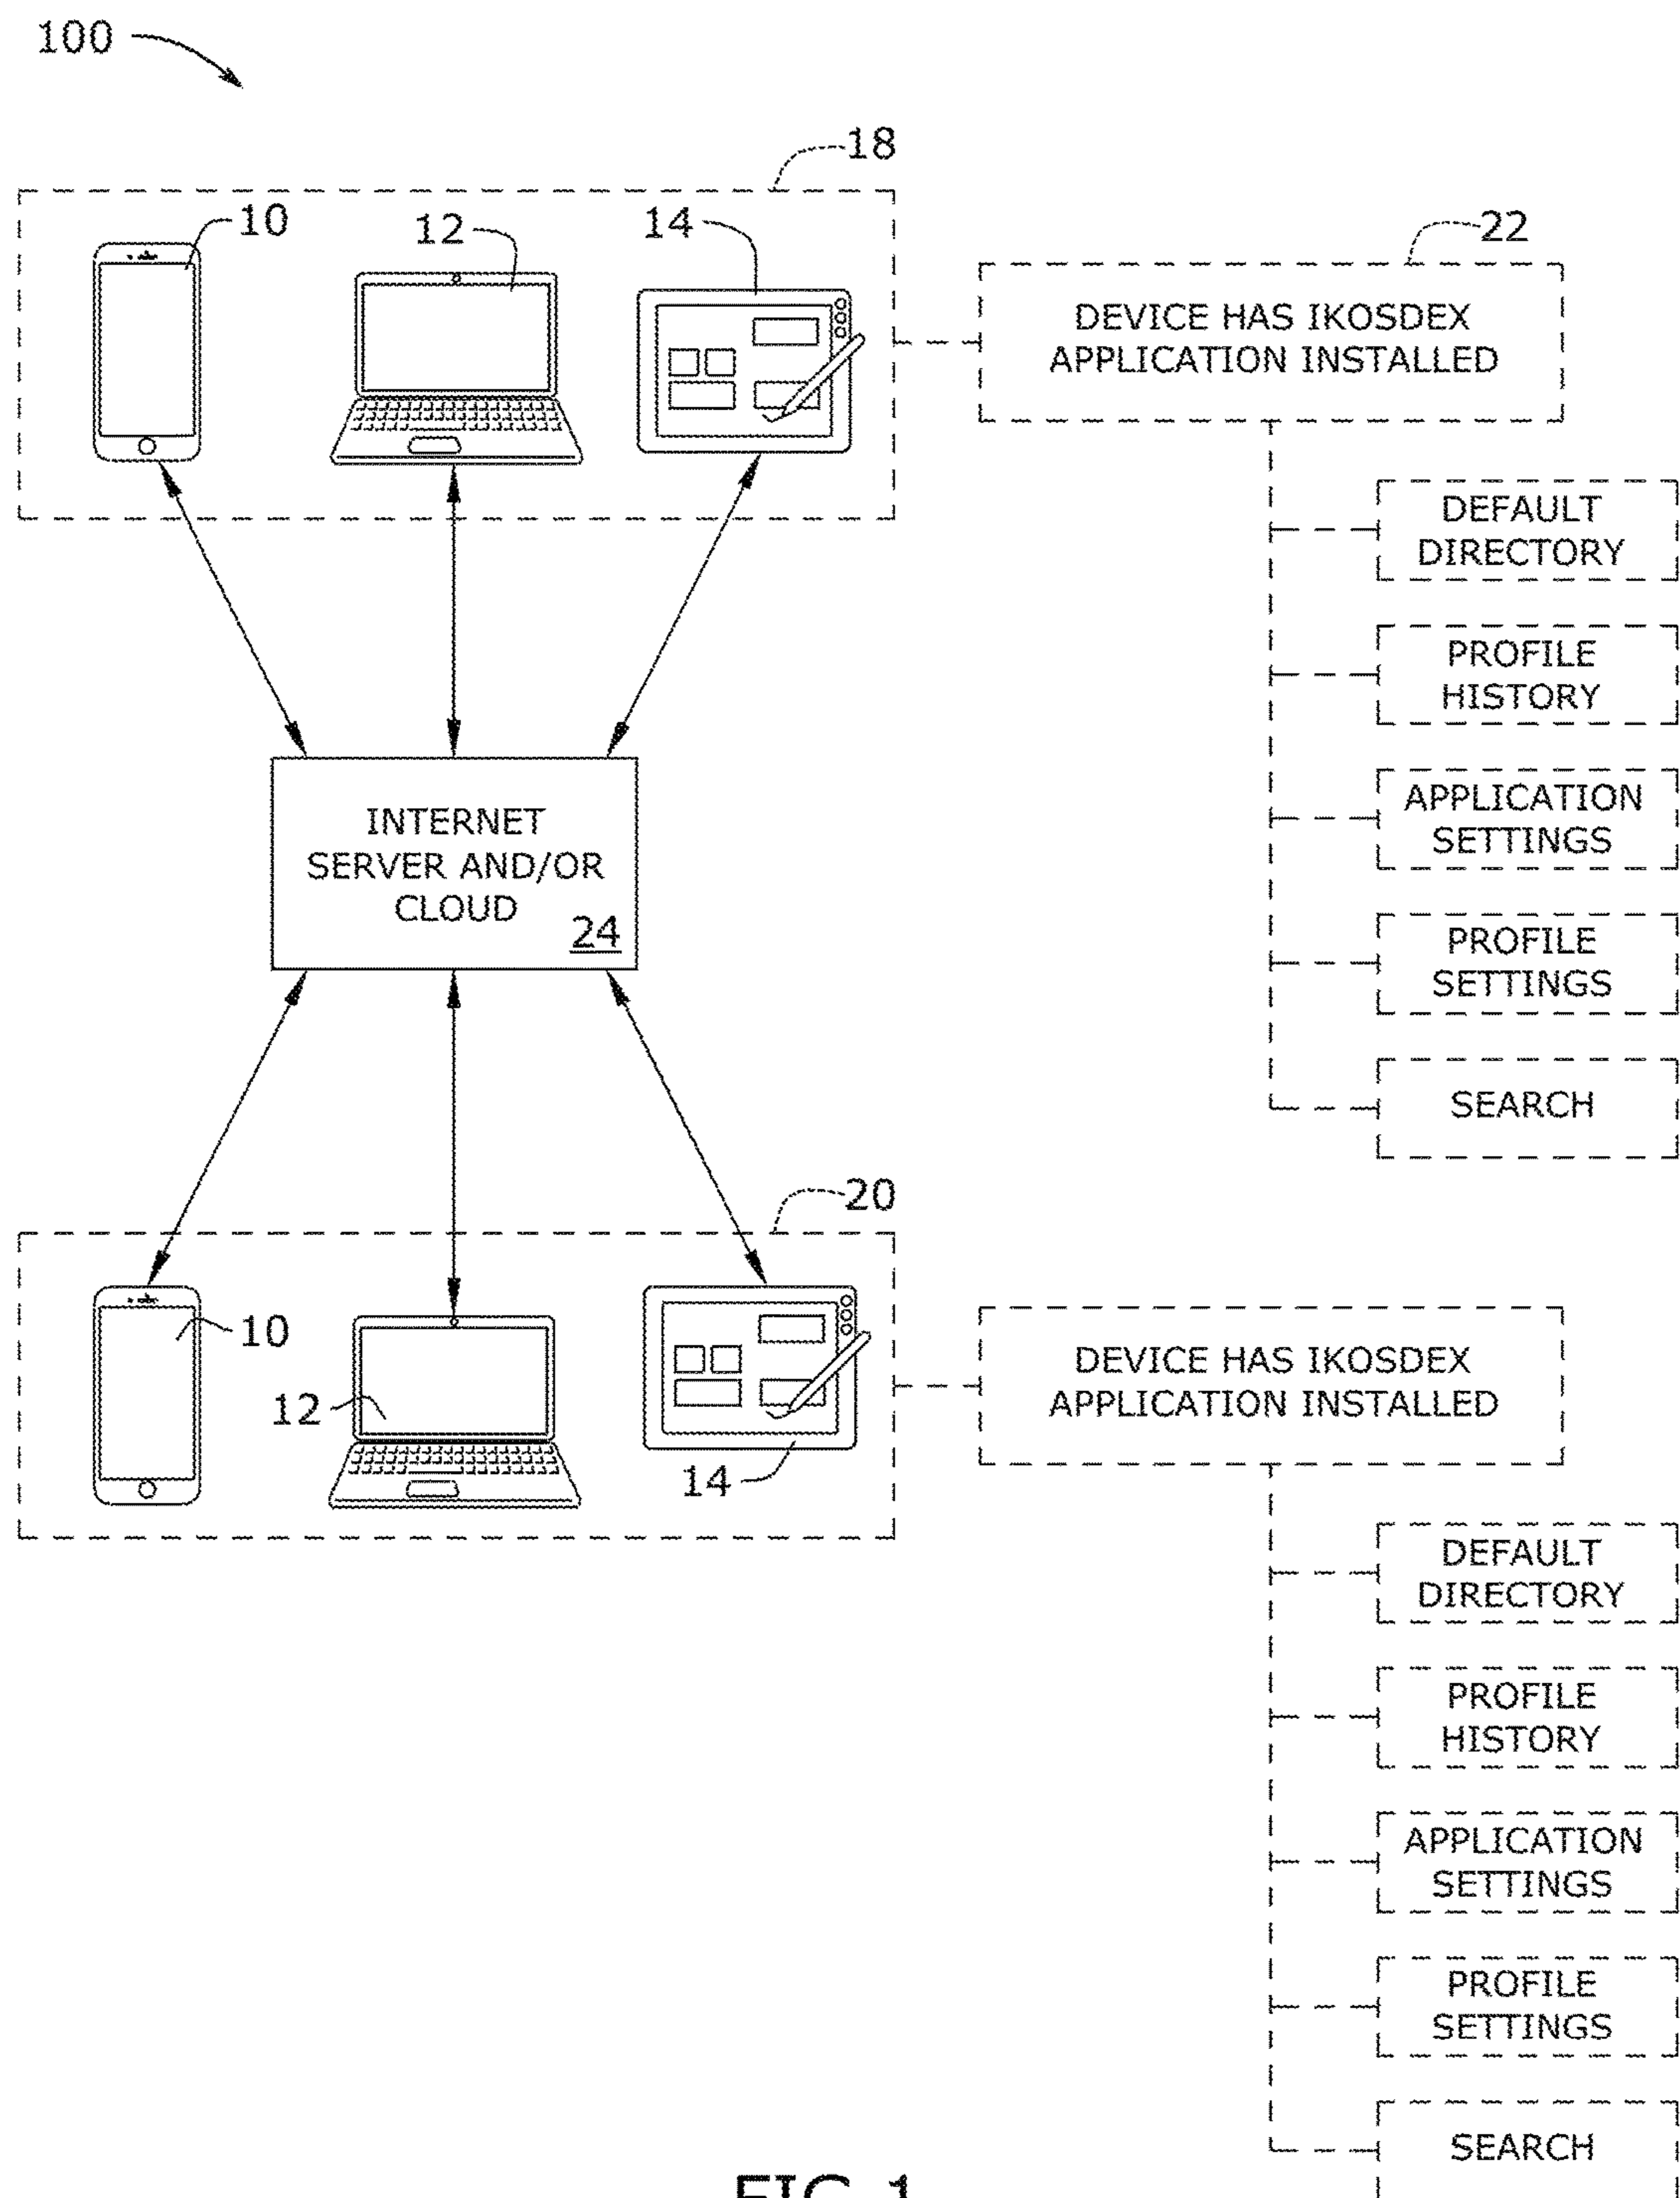 100
18
10
12
14
22
DEVICE HAS IKOSDEX
APPLICATION INSTALLED
DEFAULT
DIRECTORY
PROFILE
HISTORY
APPLICATION
SETTINGS
PROFILE
SETTINGS
SEARCH
INTERNET
SERVER AND/OR
CLOUD
24
20
10
12
14
DEVICE HAS IKOSDEX
APPLICATION INSTALLED
DEFAULT
DIRECTORY
PROFILE
HISTORY
APPLICATION
SETTINGS
PROFILE
SETTINGS
SEARCH
FIG. 1